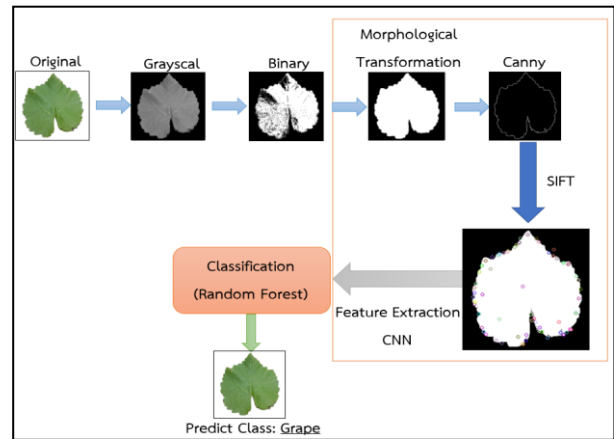 Original
Grayscal
Binary
Morphological
Transformation
Canny
SIFT
Classification
(Random Forest)
Feature Extraction
CNN
Predict Class: Grape